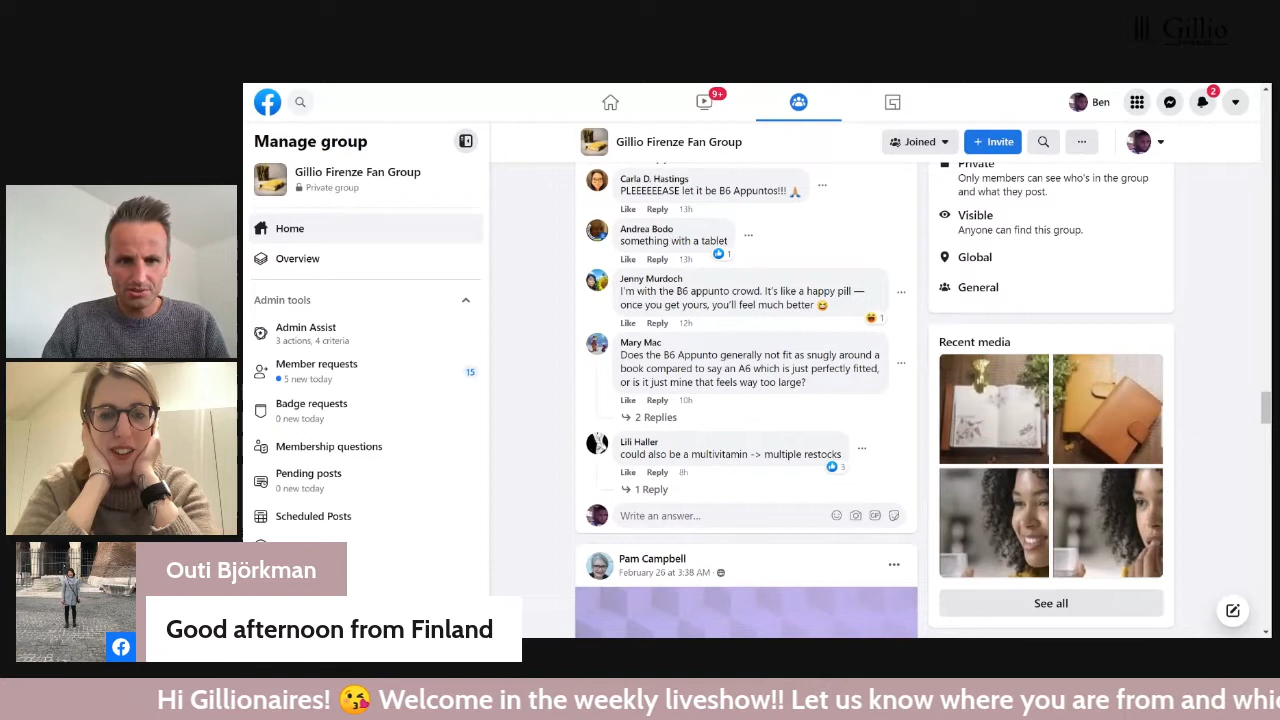 Gillio
Ben
9+
2
Manage group
Gillio Firenze Fan Group
Private group
Home
Overview
Admin tools
Admin Assist
3 actions, 4 criteria
Member requests
5 new today
15
Badge requests
0 new today
Membership questions
Pending posts
0 new today
Scheduled Posts
Gillio Firenze Fan Group
Joined
+ Invite
Carla D. Hastings
PLEEEEEASE let it be B6 Appuntos!!! 🙏
Like Reply 13h
Andrea Bodo
something with a tablet
1
Like Reply 13h
Jenny Murdoch
I'm with the B6 appunto crowd. It's like a happy pill —
once you get yours, you'll feel much better 😆
1
Like Reply 12h
Mary Mac
Does the B6 Appunto generally not fit as snugly around a
book compared to say an A6 which is just perfectly fitted,
or is it just mine that feels way too large?
Like Reply 10h
2 Replies
Lili Haller
could also be a multivitamin -> multiple restocks
3
Like Reply 8h
1 Reply
Write an answer...
GIF
Pam Campbell
February 26 at 3:38 AM ·
Private
Only members can see who's in the group
and what they post.
Visible
Anyone can find this group.
Global
General
Recent media
See all
Outi Björkman
Good afternoon from Finland
Hi Gillionaires! 😘 Welcome in the weekly liveshow!! Let us know where you are from and whic